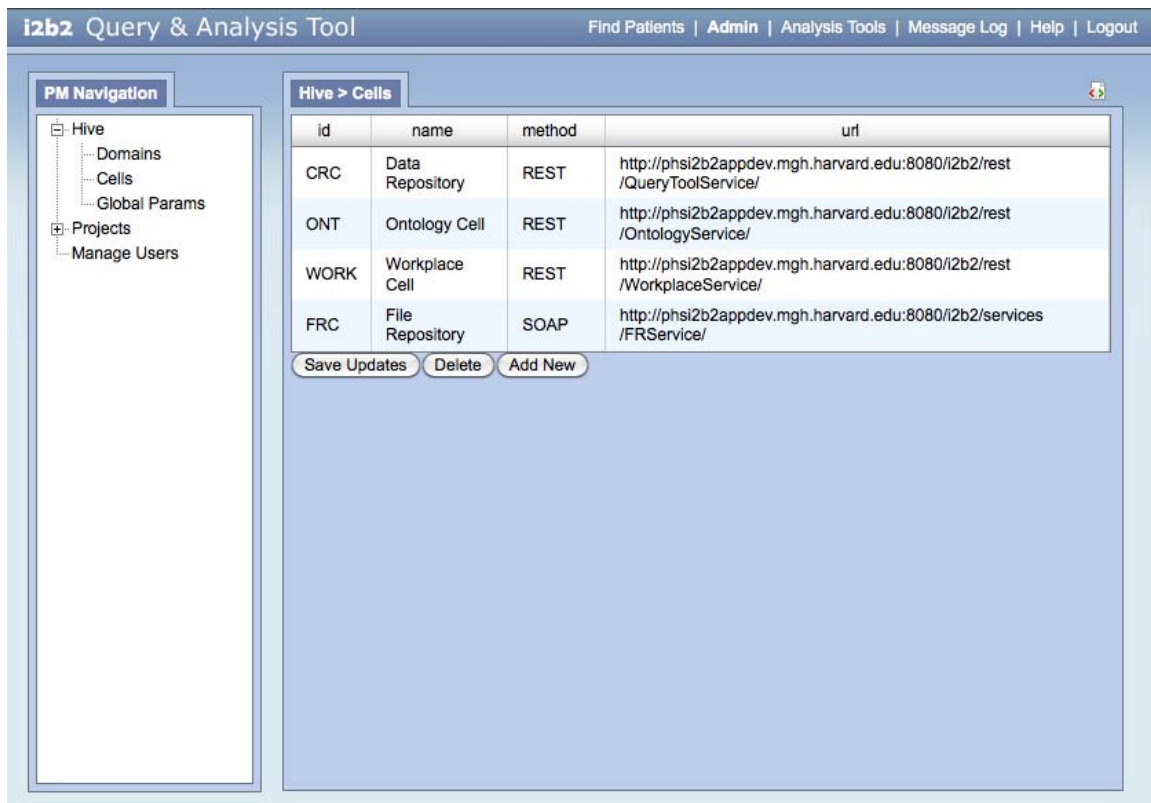 i2b2 Query & Analysis Tool
Find Patients | Admin | Analysis Tools | Message Log | Help | Logout
PM Navigation
Hive
Domains
Cells
Global Params
Projects
Manage Users
Hive > Cells
id name method url
CRC Data Repository REST http://phsi2b2appdev.mgh.harvard.edu:8080/i2b2/rest
/QueryToolService/
ONT Ontology Cell REST http://phsi2b2appdev.mgh.harvard.edu:8080/i2b2/rest
/OntologyService/
WORK Workplace Cell REST http://phsi2b2appdev.mgh.harvard.edu:8080/i2b2/rest
/WorkplaceService/
FRC File Repository SOAP http://phsi2b2appdev.mgh.harvard.edu:8080/i2b2/services
/FRService/
Save Updates Delete Add New